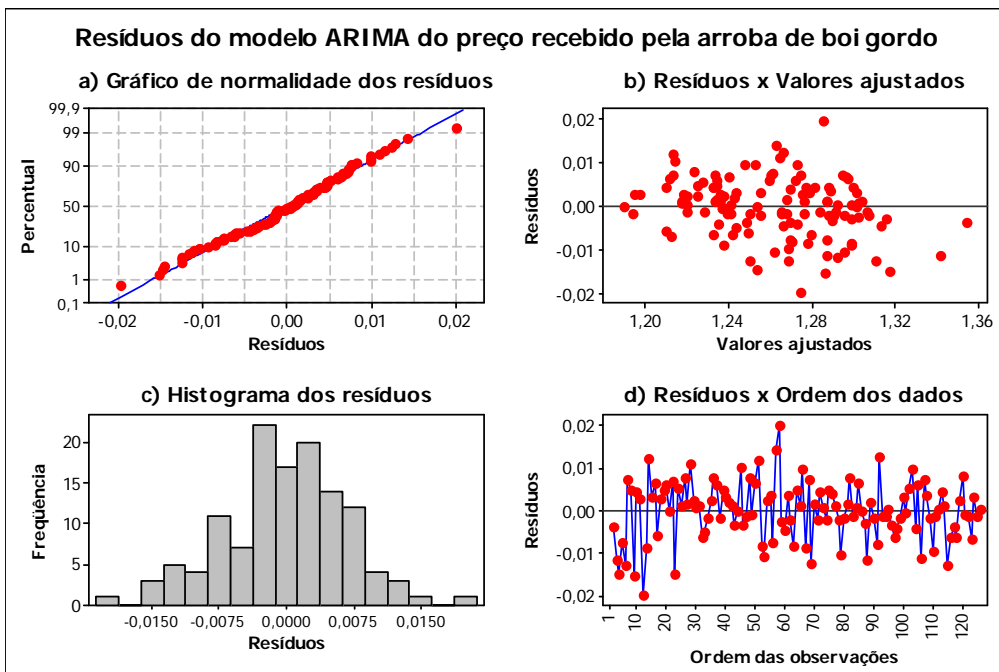 Resíduos do modelo ARIMA do preço recebido pela arroba de boi gordo
a) Gráfico de normalidade dos resíduos
Percentual
99,9
99
90
50
10
1
0,1
-0,02 -0,01 0,00 0,01 0,02
Resíduos
b) Resíduos x Valores ajustados
Resíduos
0,02
0,01
0,00
-0,01
-0,02
1,20 1,24 1,28 1,32 1,36
Valores ajustados
c) Histograma dos resíduos
Freqüência
20
15
10
5
0
-0,0150 -0,0075 0,0000 0,0075 0,0150
Resíduos
d) Resíduos x Ordem dos dados
Resíduos
0,02
0,01
0,00
-0,01
-0,02
1 10 20 30 40 50 60 70 80 90 100 110 120
Ordem das observações